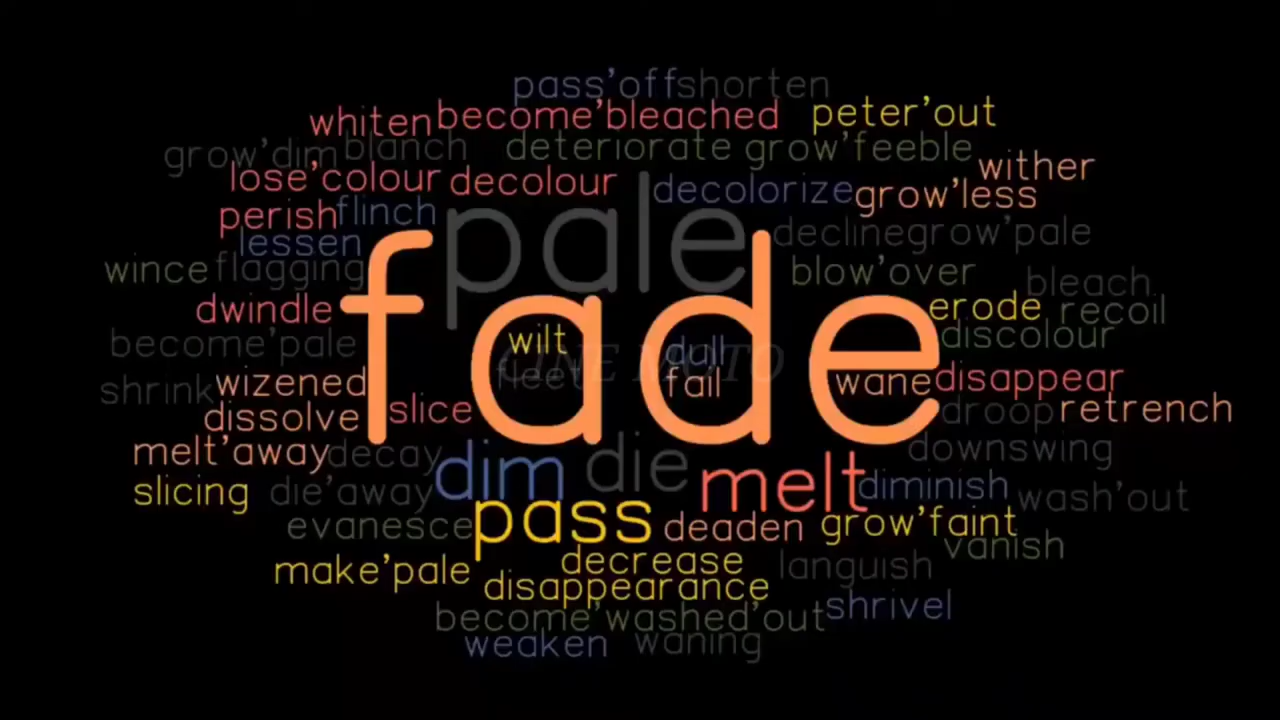 pass'off shorten
whiten become'bleached peter'out
grow'dim blanch deteriorate grow'feeble
wither
lose'colour decolour decolorize grow'less
perish flinch pale
lessen decline grow'pale
wince flagging blow'over bleach
dwindle fade erode recoil
become'pale wilt dull discolour
LINE MOTO
shrink wizened fleet fail wane disappear
dissolve slice droop retrench
melt'away decay dim die melt downswing
slicing die'away diminish wash'out
evanesce pass deaden grow'faint
vanish
make'pale decrease languish
disappearance
become'washed'out shrivel
weaken waning